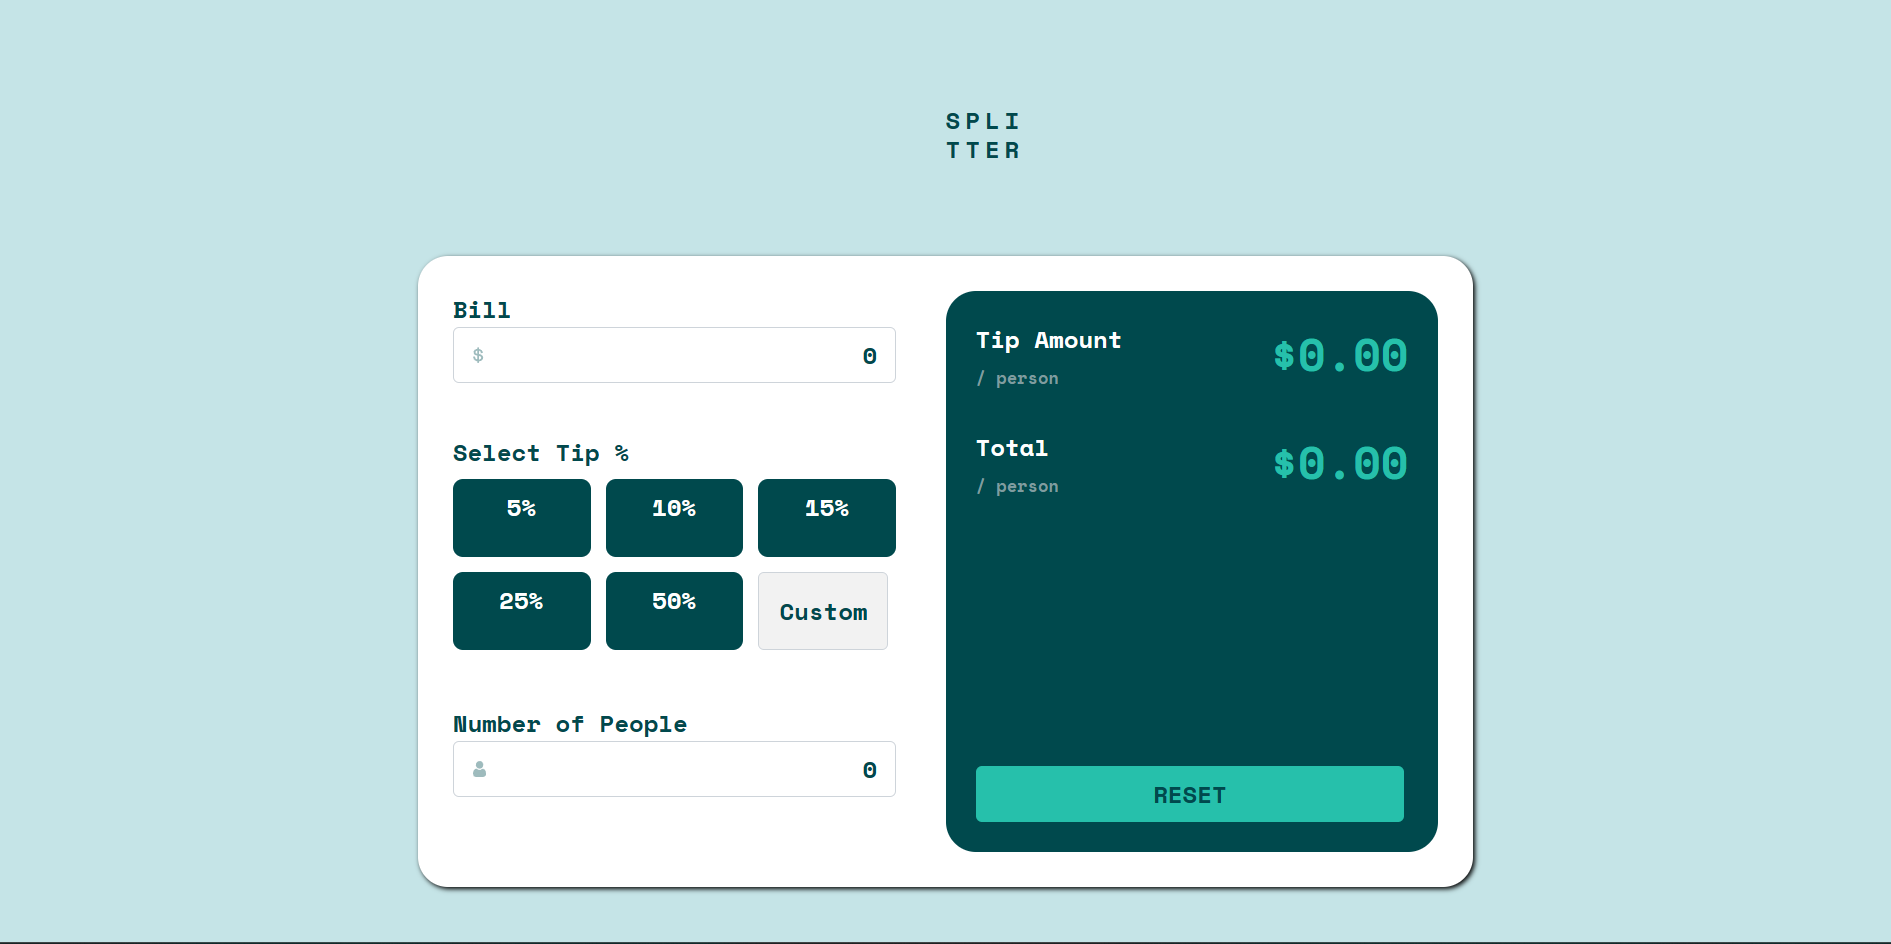 SPLI
TTER
Bill
$ 0
Select Tip %
5% 10% 15%
25% 50% Custom
Number of People
0
Tip Amount
/ person
$0.00
Total
/ person
$0.00
RESET